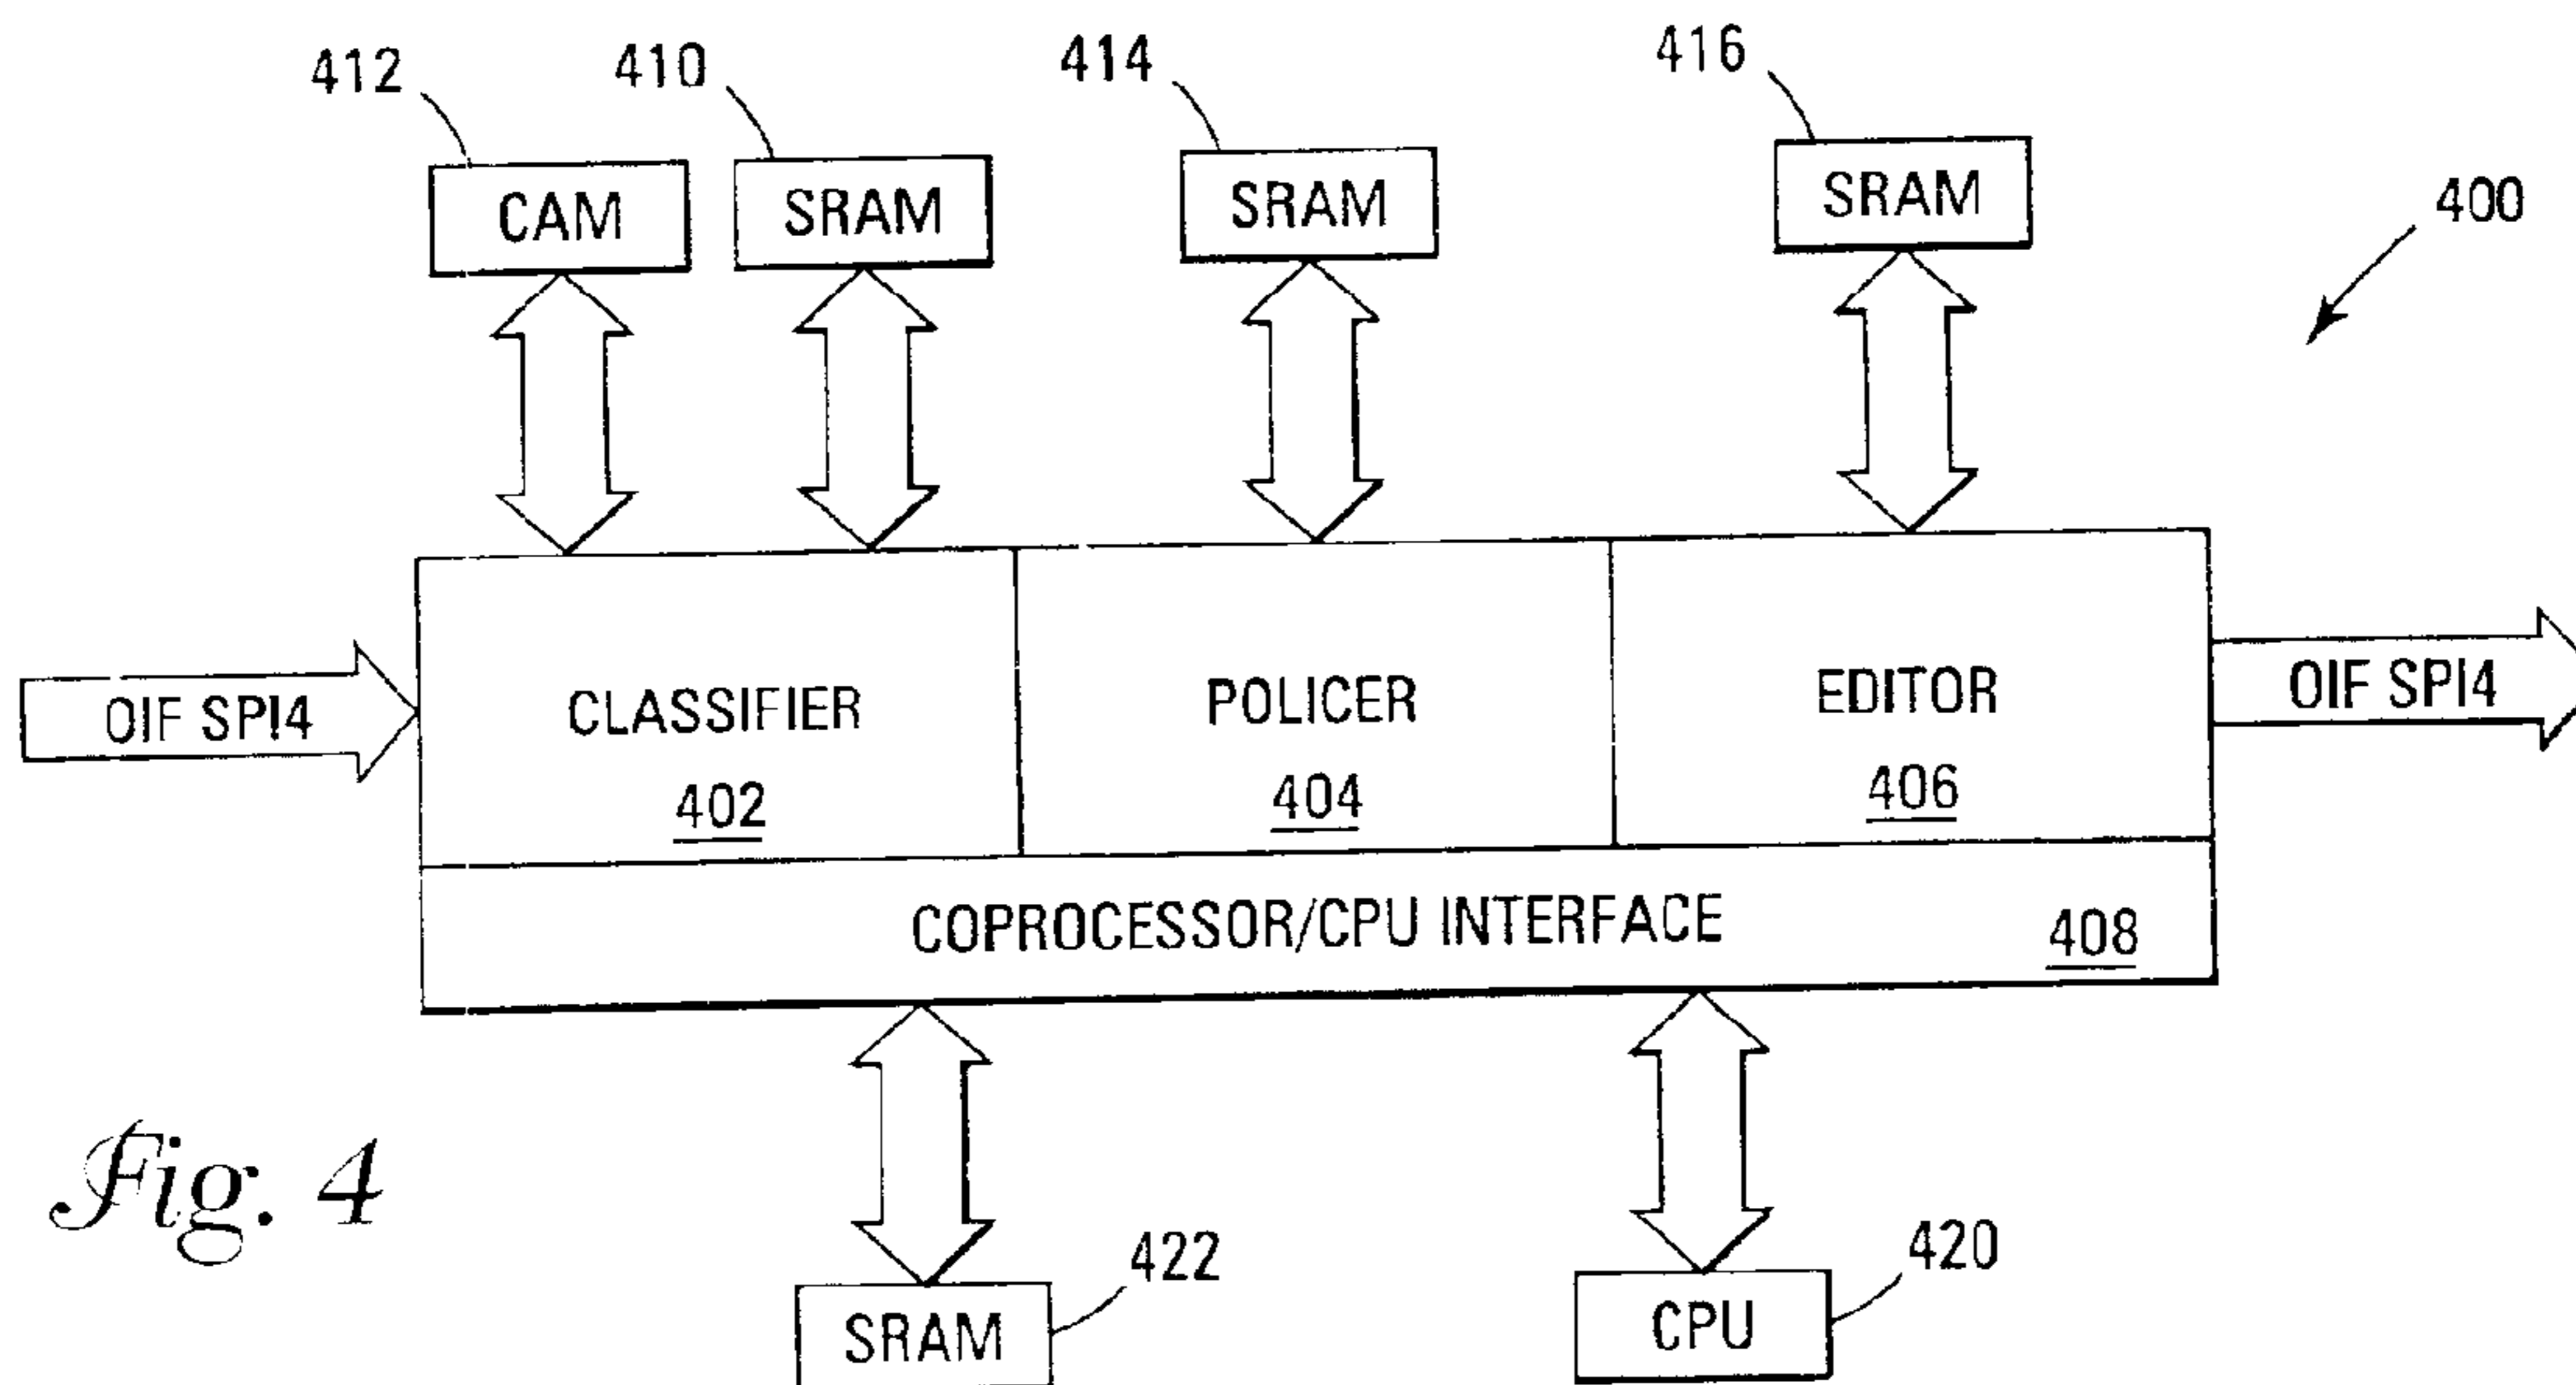 412
410
414
416
CAM
SRAM
SRAM
SRAM
400
OIF SPI4
CLASSIFIER
402
POLICER
404
EDITOR
406
OIF SPI4
COPROCESSOR/CPU INTERFACE
408
Fig. 4
422
SRAM
420
CPU